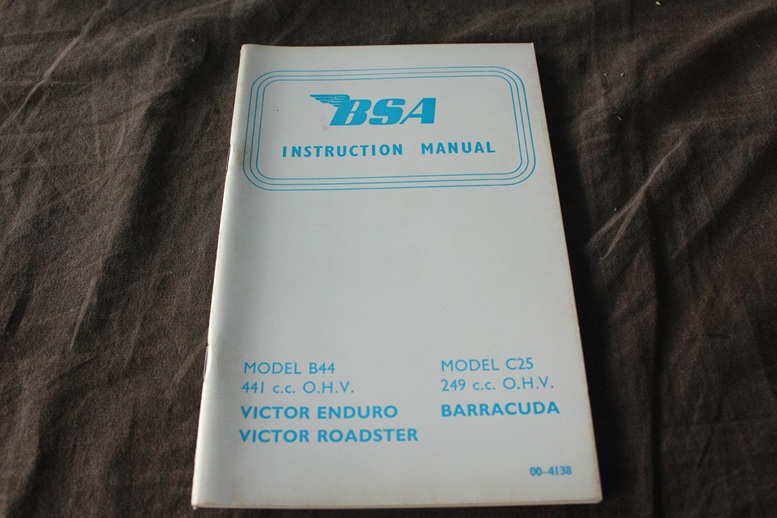 BSA
INSTRUCTION MANUAL
MODEL B44
441 c.c. O.H.V.
VICTOR ENDURO
VICTOR ROADSTER
MODEL C25
249 c.c. O.H.V.
BARRACUDA
00-4138